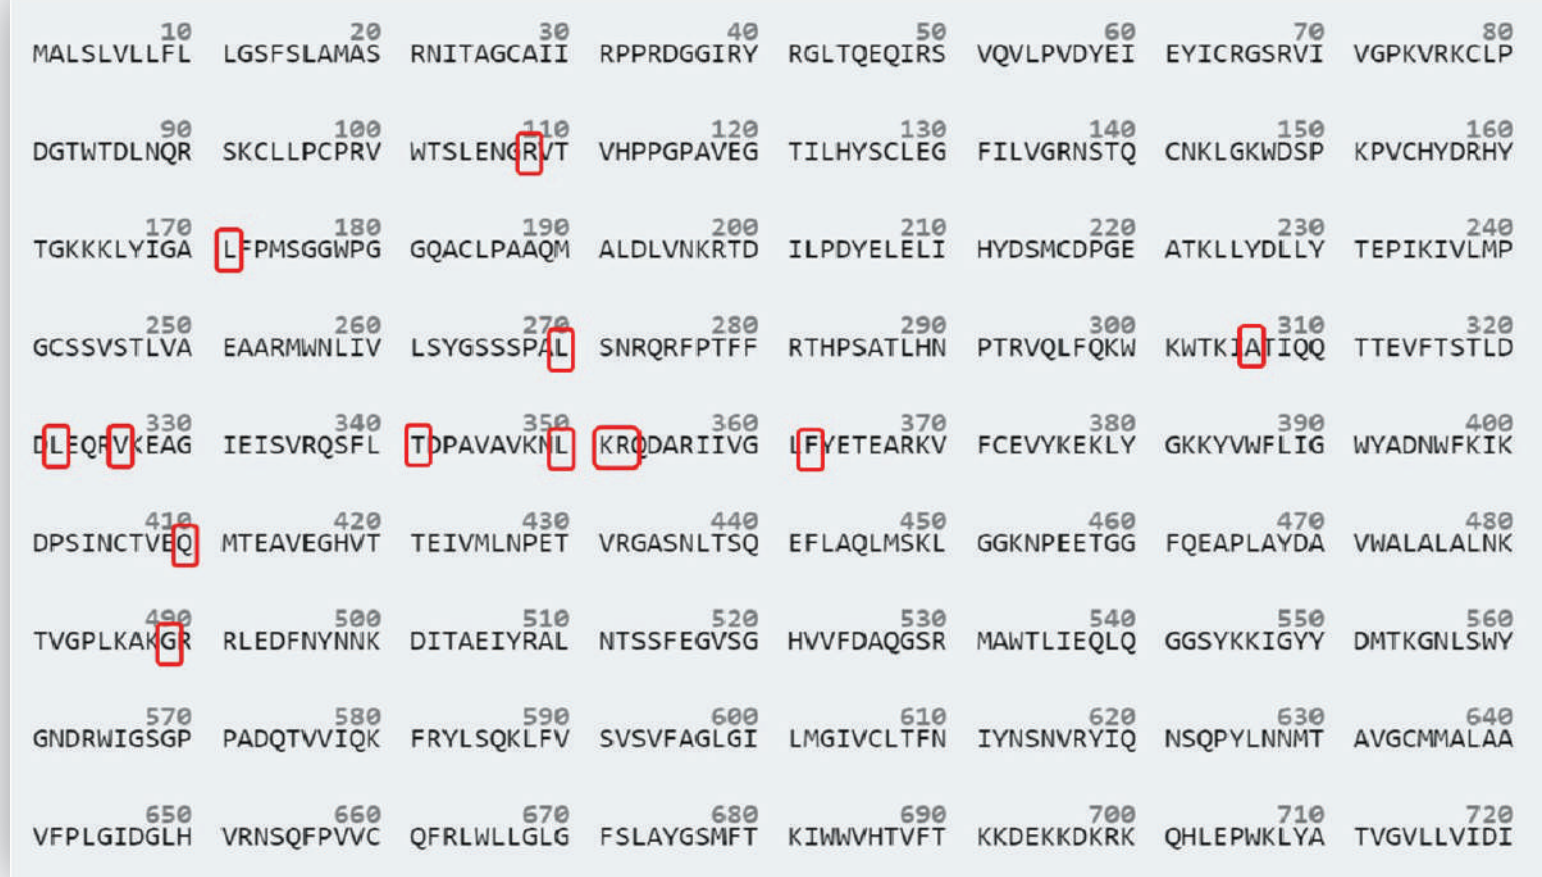 10 20 30 40 50 60 70 80
MALSLVLLFL LGSFSLAMAS RNITAGCAII RPPRDGGIRY RGLTQEQIRS VQVLPVDYEI EYICRGSRVI VGPKVRKCLP
90 100 110 120 130 140 150 160
DGTWTDLNQR SKCLLPCPRV WTSLENGRVT VHPPGPAVEG TILHYSCLEG FILVGRNSTQ CNKLGKWDSP KPVCHYDRHY
170 180 190 200 210 220 230 240
TGKKKLYIGA LFPMSGGWPG GQACLPAAQM ALDLVNKRTD ILPDYELELI HYDSMCDPGE ATKLLYDLLY TEPIKIVLMP
250 260 270 280 290 300 310 320
GCSSVSTLVA EAARMWNLIV LSYGSSSPAL SNRQRFPTFF RTHPSATLHN PTRVQLFQKW KWTKIATIQQ TTEVFTSTLD
330 340 350 360 370 380 390 400
DLEQRVKEAG IEISVRQSFL TDPAVAVKNL KRQDARIIVG LFYETEARKV FCEVYKEKLY GKKYVWFLIG WYADNWFKIK
410 420 430 440 450 460 470 480
DPSINCTVEQ MTEAVEGHVT TEIVMLNPET VRGASNLTSQ EFLAQLMSKL GGKNPEETGG FQEAPLAYDA VWALALALNK
490 500 510 520 530 540 550 560
TVGPLKAKGR RLEDFNYNNK DITAEIYRAL NTSSFEGVSG HVVFDAQGSR MAWTLIEQLQ GGSYKKIGYY DMTKGNLSWY
570 580 590 600 610 620 630 640
GNDRWIGSGP PADQTVVIQK FRYLSQKLFV SVSVFAGLGI LMGIVCLTFN IYNSNVRYIQ NSQPYLNNMT AVGCMMALAA
650 660 670 680 690 700 710 720
VFPLGIDGLH VRNSQFPVVC QFRLWLLGLG FSLAYGSMFT KIWWVHTVFT KKDEKKDKRK QHLEPWKLYA TVGVLLVIDI